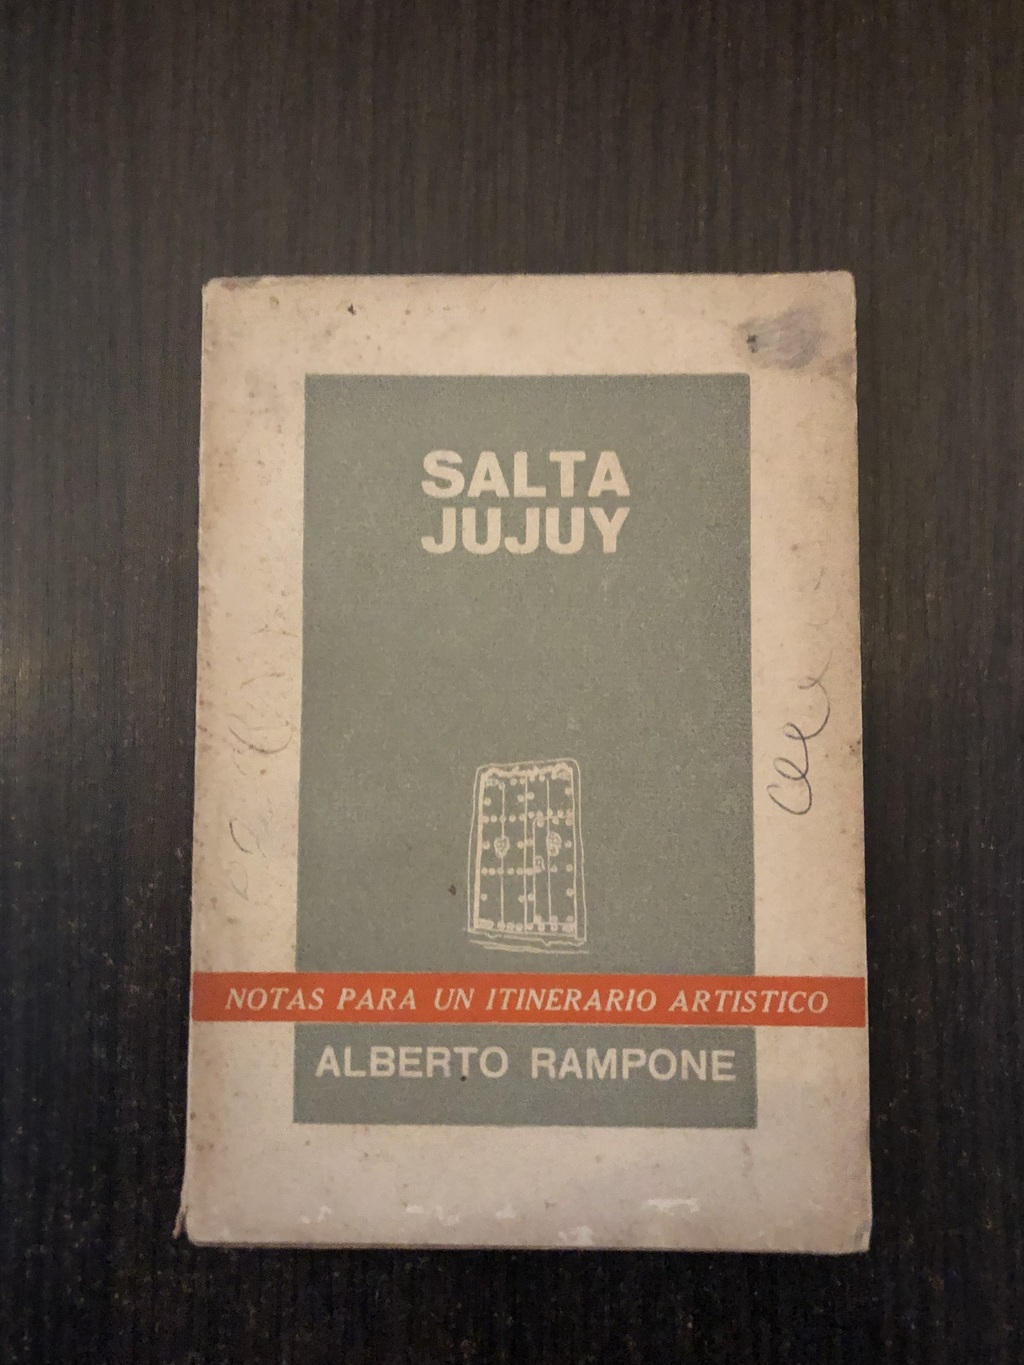 SALTA
JUJUY
NOTAS PARA UN ITINERARIO ARTISTICO
ALBERTO RAMPONE